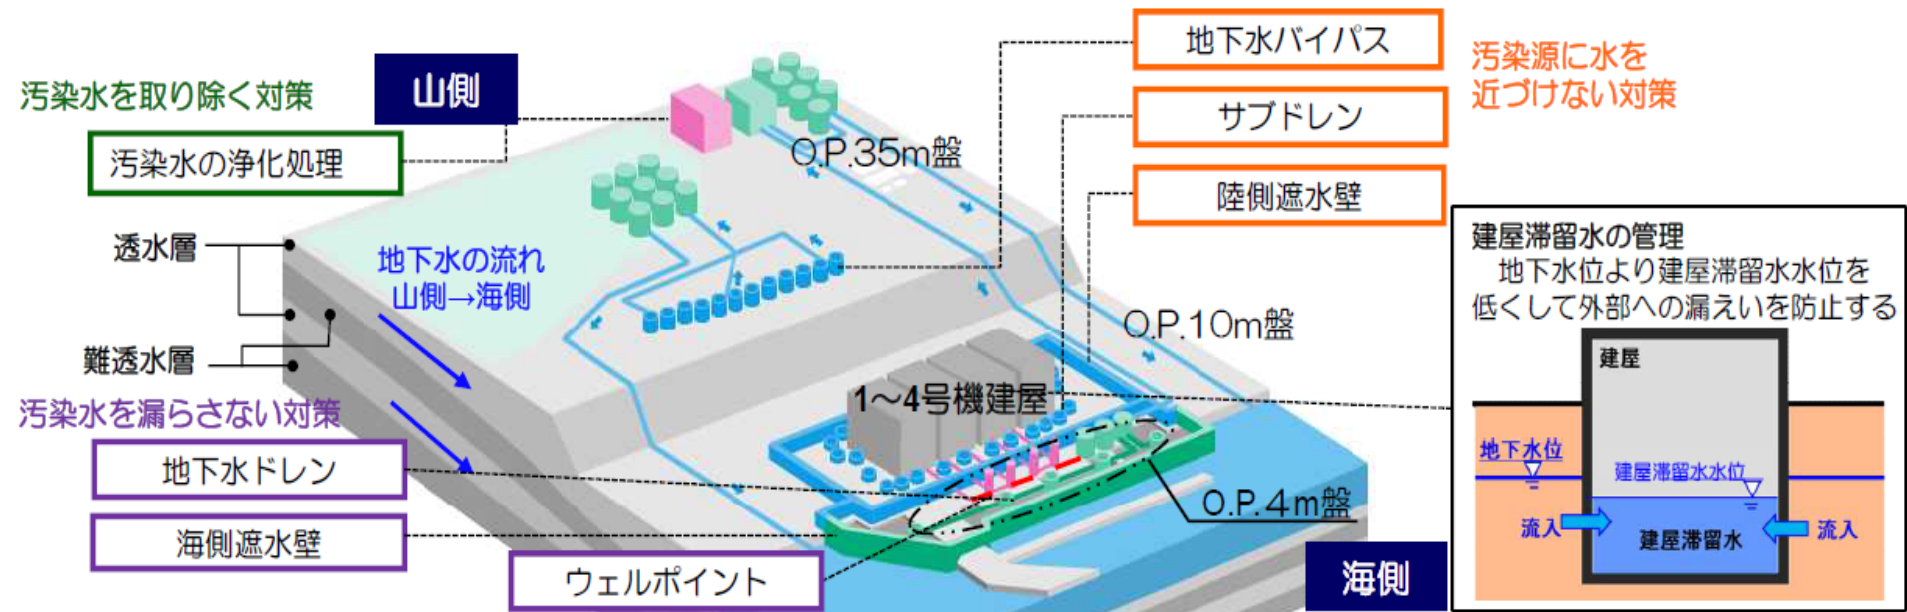 汚染水を取り除く対策
山側
汚染水の浄化処理
地下水バイパス
サブドレン
陸側遮水壁
汚染源に水を
近づけない対策
O.P.35m盤
透水層
難透水層
地下水の流れ
山側→海側
O.P.10m盤
1～4号機建屋
汚染水を漏らさない対策
地下水ドレン
海側遮水壁
ウェルポイント
O.P.4m盤
海側
建屋滞留水の管理
地下水位より建屋滞留水水位を
低くして外部への漏えいを防止する
建屋
地下水位
建屋滞留水水位
流入
建屋滞留水
流入